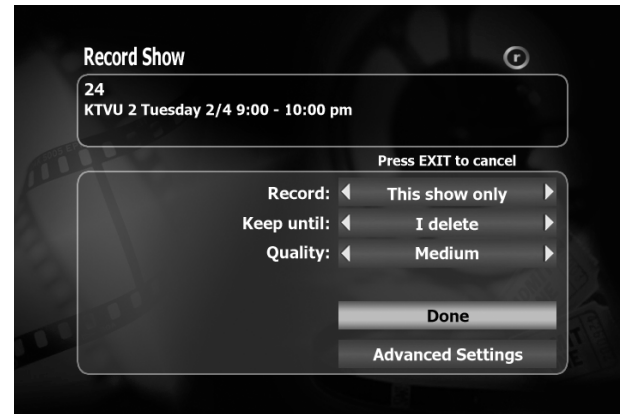 Record Show
r
24
KTVU 2 Tuesday 2/4 9:00 - 10:00 pm
Press EXIT to cancel
Record: This show only
Keep until: I delete
Quality: Medium
Done
Advanced Settings